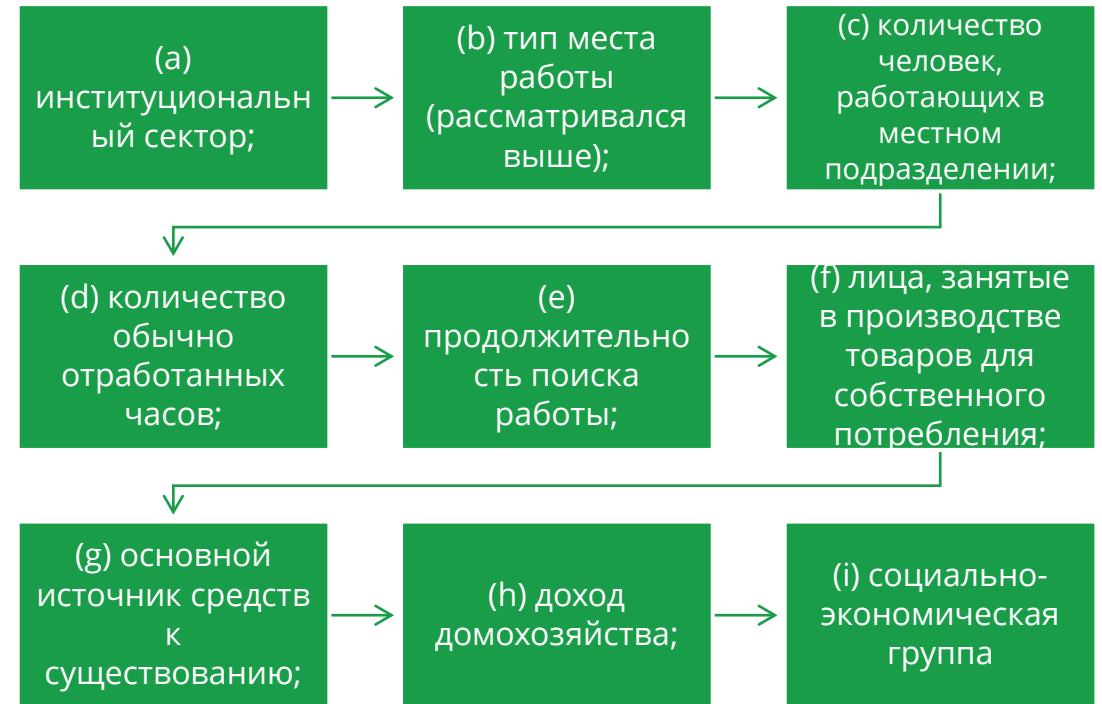 (a)
институциональн
ый сектор;
(b) тип места
работы
(рассматривался
выше);
(c) количество
человек,
работающих в
местном
подразделении;
(d) количество
обычно
отработанных
часов;
(e)
продолжительно
сть поиска
работы;
(f) лица, занятые
в производстве
товаров для
собственного
потребления;
(g) основной
источник средств
к
существованию;
(h) доход
домохозяйства;
(i) социально-
экономическая
группа